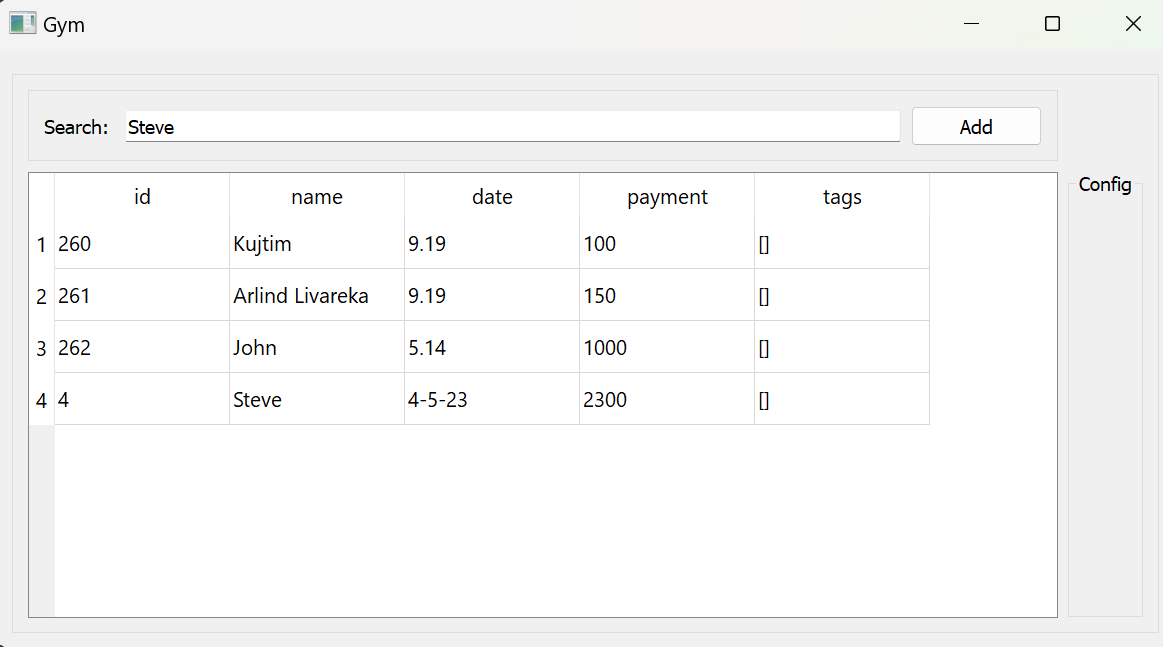 Gym
Search: Steve Add
Config
id name date payment tags
1 260 Kujtim 9.19 100 []
2 261 Arlind Livareka 9.19 150 []
3 262 John 5.14 1000 []
4 4 Steve 4-5-23 2300 []